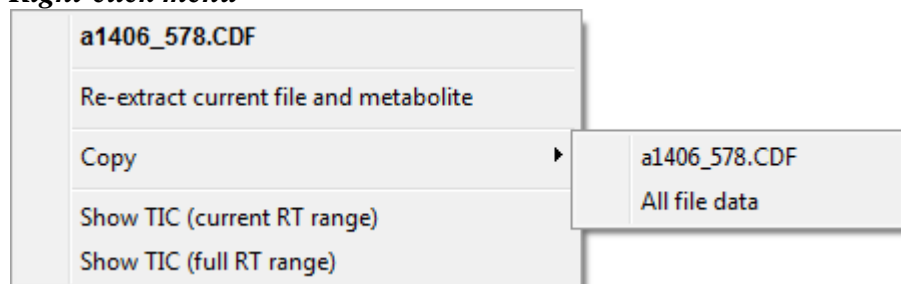 Right-click menu
a1406_578.CDF
Re-extract current file and metabolite
Copy
a1406_578.CDF
All file data
Show TIC (current RT range)
Show TIC (full RT range)